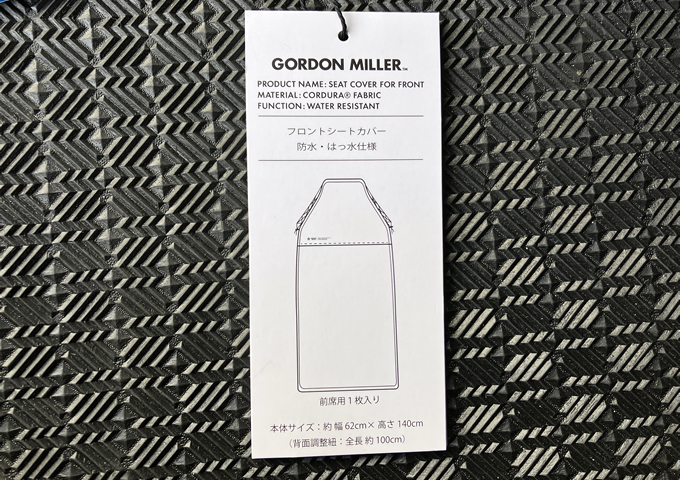 GORDON MILLER™
PRODUCT NAME: SEAT COVER FOR FRONT
MATERIAL: CORDURA® FABRIC
FUNCTION: WATER RESISTANT
フロントシートカバー
防水・はっ水仕様
前席用1枚入り
本体サイズ：約 幅 62cm× 高さ 140cm
（背面調整紐：全長 約 100cm）